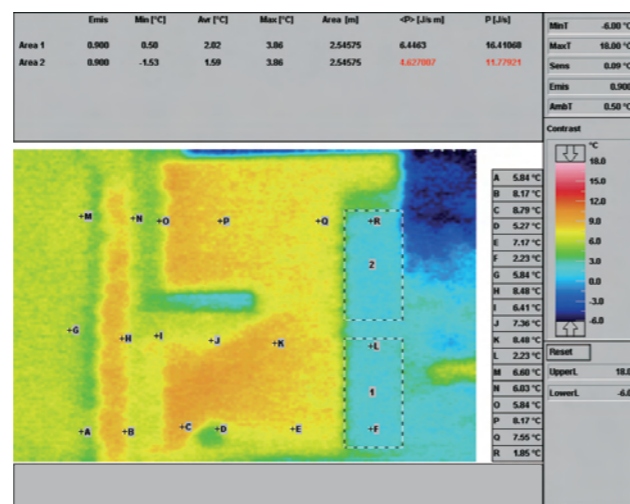 Emis Min [°C] Avr [°C] Max [°C] Area [m] <P> [J/s m] P [J/s]
Area 1 0.900 0.50 2.02 3.86 2.54575 6.4463 16.41068
Area 2 0.900 -1.53 1.59 3.86 2.54575 4.627007 11.77921
MinT -6.00 °C
MaxT 18.00 °C
Sens 0.09 °C
Emis 0.900
AmbT 0.50 °C
Contrast
°C
18.0
15.0
12.0
9.0
6.0
3.0
0.0
-3.0
-6.0
Reset
UpperL 18.0
LowerL -6.0
+M +N +O +P +Q +R
2
+G +H +I +J +K +L
1
+A +B +C +D +E +F
A 5.84 °C
B 8.17 °C
C 8.79 °C
D 5.27 °C
E 7.17 °C
F 2.23 °C
G 5.84 °C
H 8.48 °C
I 6.41 °C
J 7.36 °C
K 8.48 °C
L 2.23 °C
M 6.60 °C
N 6.03 °C
O 5.84 °C
P 8.17 °C
Q 7.55 °C
R 1.85 °C